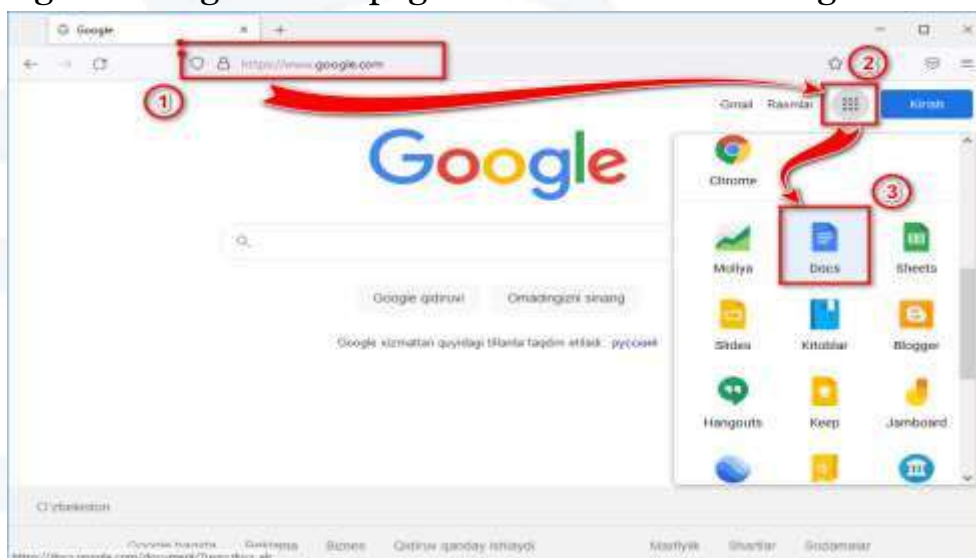 Google
https://www.google.com
1
2
Gmail Rasmlar Kirish
Google
Chrome
3
Moliya Docs Sheets
Google qidiruvi Omadingizni sinang
Google xizmatlari quyidagi tillarda taqdim etiladi: русский
Slides Kitoblar Blogger
Hangouts Keep Jamboard
O'zbekiston
Reklama Biznes Qidiruv qanday ishlaydi Maxfiylik Shartlar Sozlamalar